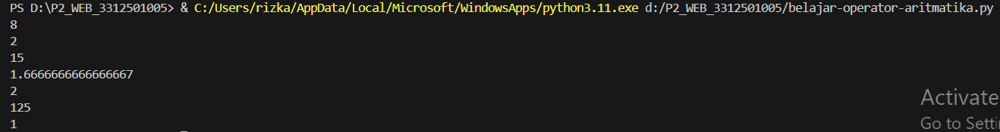 PS D:\P2_WEB_3312501005> & C:/Users/rizka/AppData/Local/Microsoft/WindowsApps/python3.11.exe d:/P2_WEB_3312501005/belajar-operator-aritmatika.py
8
2
15
1.6666666666666667
2
125
1
Activate
Go to Setti